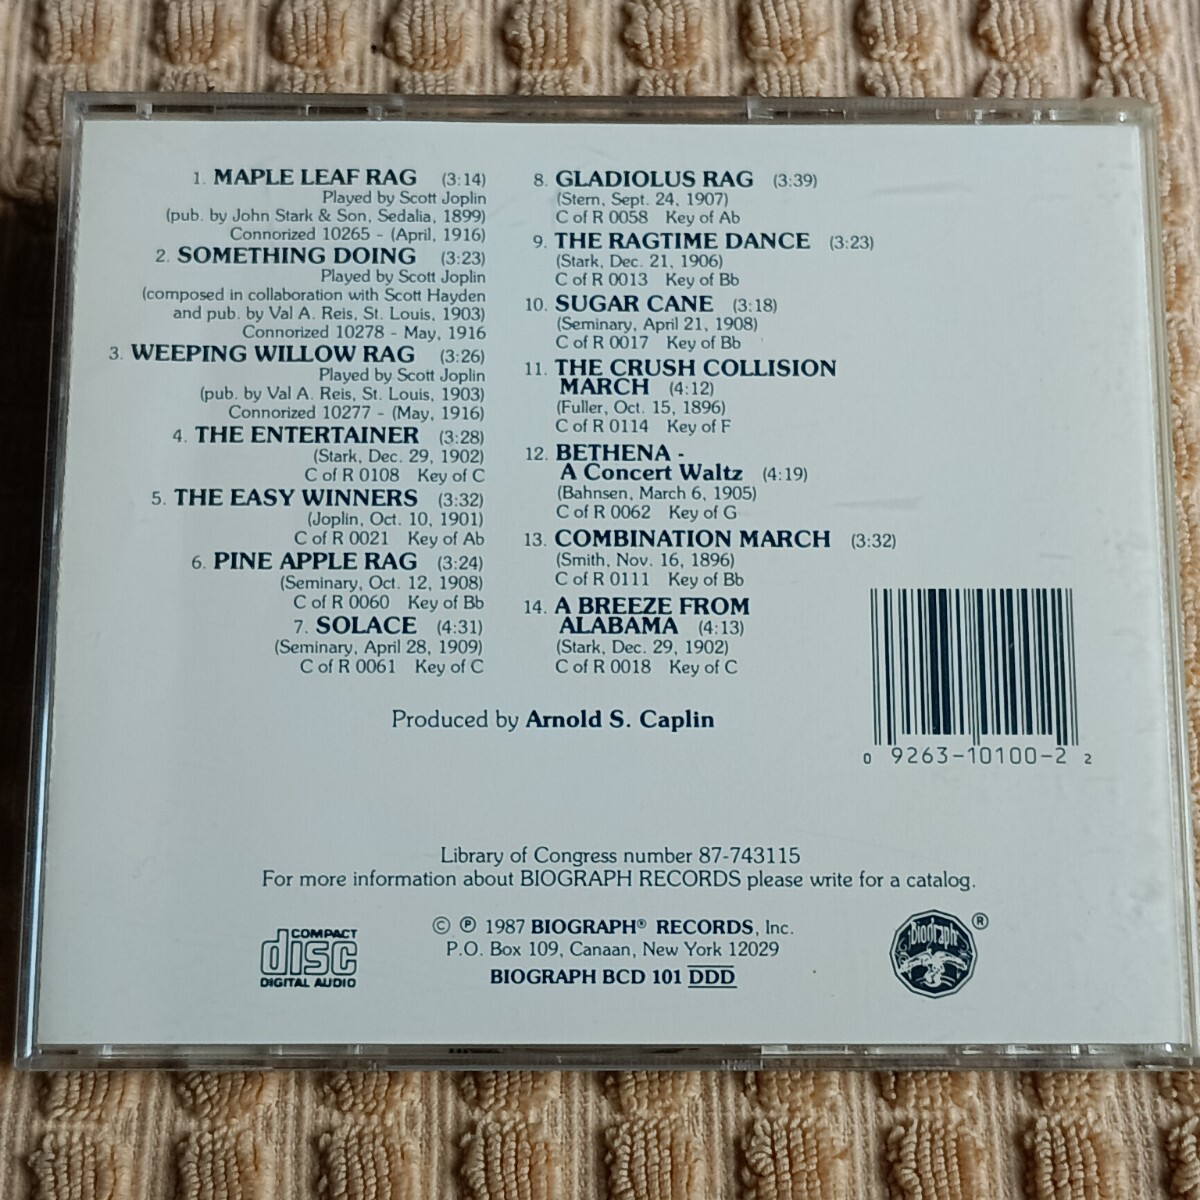 1. MAPLE LEAF RAG (3:14)
Played by Scott Joplin
(pub. by John Stark & Son, Sedalia, 1899)
Connorized 10265 - (April, 1916)
2. SOMETHING DOING (3:23)
Played by Scott Joplin
(composed in collaboration with Scott Hayden
and pub. by Val A. Reis, St. Louis, 1903)
Connorized 10278 - May, 1916
3. WEEPING WILLOW RAG (3:26)
Played by Scott Joplin
(pub. by Val A. Reis, St. Louis, 1903)
Connorized 10277 - (May, 1916)
4. THE ENTERTAINER (3:28)
(Stark, Dec. 29, 1902)
C of R 0108 Key of C
5. THE EASY WINNERS (3:32)
(Joplin, Oct. 10, 1901)
C of R 0021 Key of Ab
6. PINE APPLE RAG (3:24)
(Seminary, Oct. 12, 1908)
C of R 0060 Key of Bb
7. SOLACE (4:31)
(Seminary, April 28, 1909)
C of R 0061 Key of C
8. GLADIOLUS RAG (3:39)
(Stern, Sept. 24, 1907)
C of R 0058 Key of Ab
9. THE RAGTIME DANCE (3:23)
(Stark, Dec. 21, 1906)
C of R 0013 Key of Bb
10. SUGAR CANE (3:18)
(Seminary, April 21, 1908)
C of R 0017 Key of Bb
11. THE CRUSH COLLISION
MARCH (4:12)
(Fuller, Oct. 15, 1896)
C of R 0114 Key of F
12. BETHENA -
A Concert Waltz (4:19)
(Bahnsen, March 6, 1905)
C of R 0062 Key of G
13. COMBINATION MARCH (3:32)
(Smith, Nov. 16, 1896)
C of R 0111 Key of Bb
14. A BREEZE FROM
ALABAMA (4:13)
(Stark, Dec. 29, 1902)
C of R 0018 Key of C
Produced by Arnold S. Caplin
0 9263-10100-2 2
Library of Congress number 87-743115
For more information about BIOGRAPH RECORDS please write for a catalog.
COMPACT
disc
DIGITAL AUDIO
© ℗ 1987 BIOGRAPH® RECORDS, Inc.
P.O. Box 109, Canaan, New York 12029
BIOGRAPH BCD 101 DDD
Biograph ®